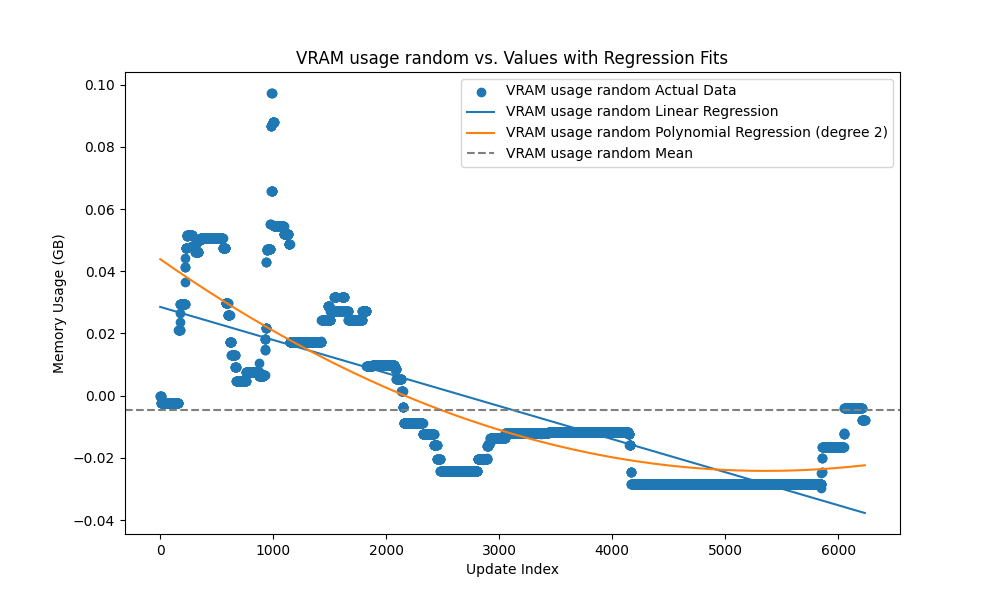 VRAM usage random vs. Values with Regression Fits
VRAM usage random Actual Data
VRAM usage random Linear Regression
VRAM usage random Polynomial Regression (degree 2)
VRAM usage random Mean
Memory Usage (GB)
0.10
0.08
0.06
0.04
0.02
0.00
−0.02
−0.04
0 1000 2000 3000 4000 5000 6000
Update Index